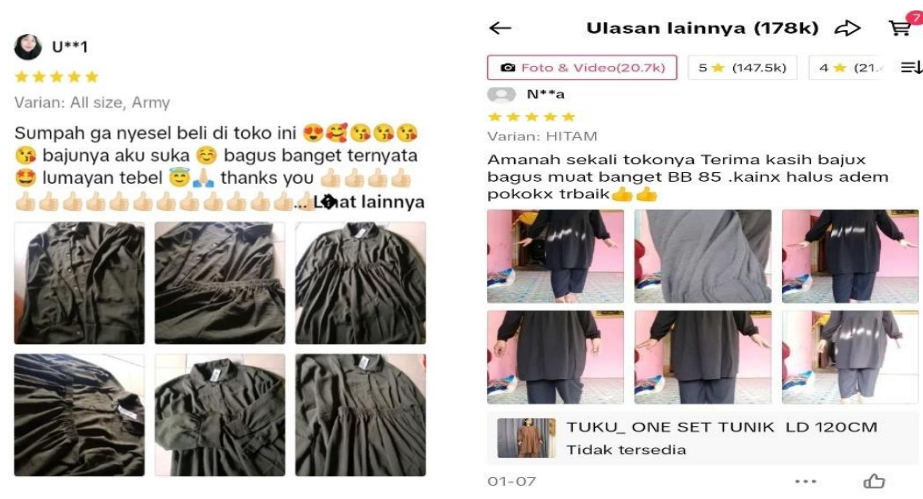 U**1
Varian: All size, Army
Sumpah ga nyesel beli di toko ini 😍🥰😘😘😘
😘 bajunya aku suka ☺️ bagus banget ternyata
🤩 lumayan tebel 😇🙏 thanks you 👍🏻👍🏻👍🏻👍🏻
👍🏻👍🏻👍🏻👍🏻👍🏻👍🏻👍🏻👍🏻👍🏻👍🏻... Lihat lainnya
Ulasan lainnya (178k)
7
Foto & Video(20.7k)
5 ★ (147.5k)
4 ★ (21.
N**a
Varian: HITAM
Amanah sekali tokonya Terima kasih bajux
bagus muat banget BB 85 .kainx halus adem
pokokx trbaik👍👍
TUKU_ ONE SET TUNIK LD 120CM
Tidak tersedia
01-07